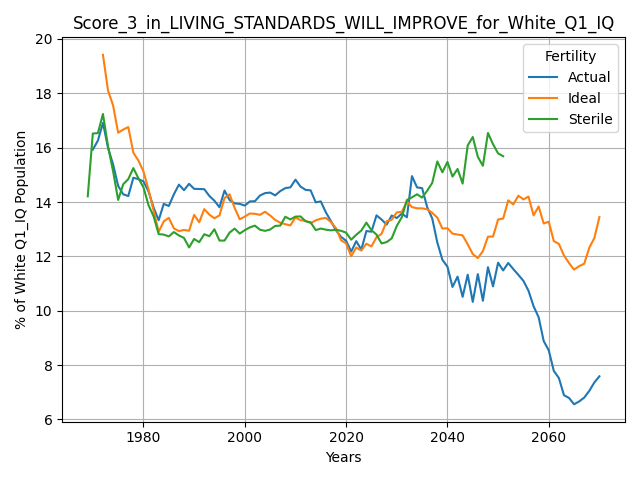 Score_3_in_LIVING_STANDARDS_WILL_IMPROVE_for_White_Q1_IQ
% of White Q1_IQ Population
20
18
16
14
12
10
8
6
Fertility
Actual
Ideal
Sterile
1980
2000
2020
2040
2060
Years